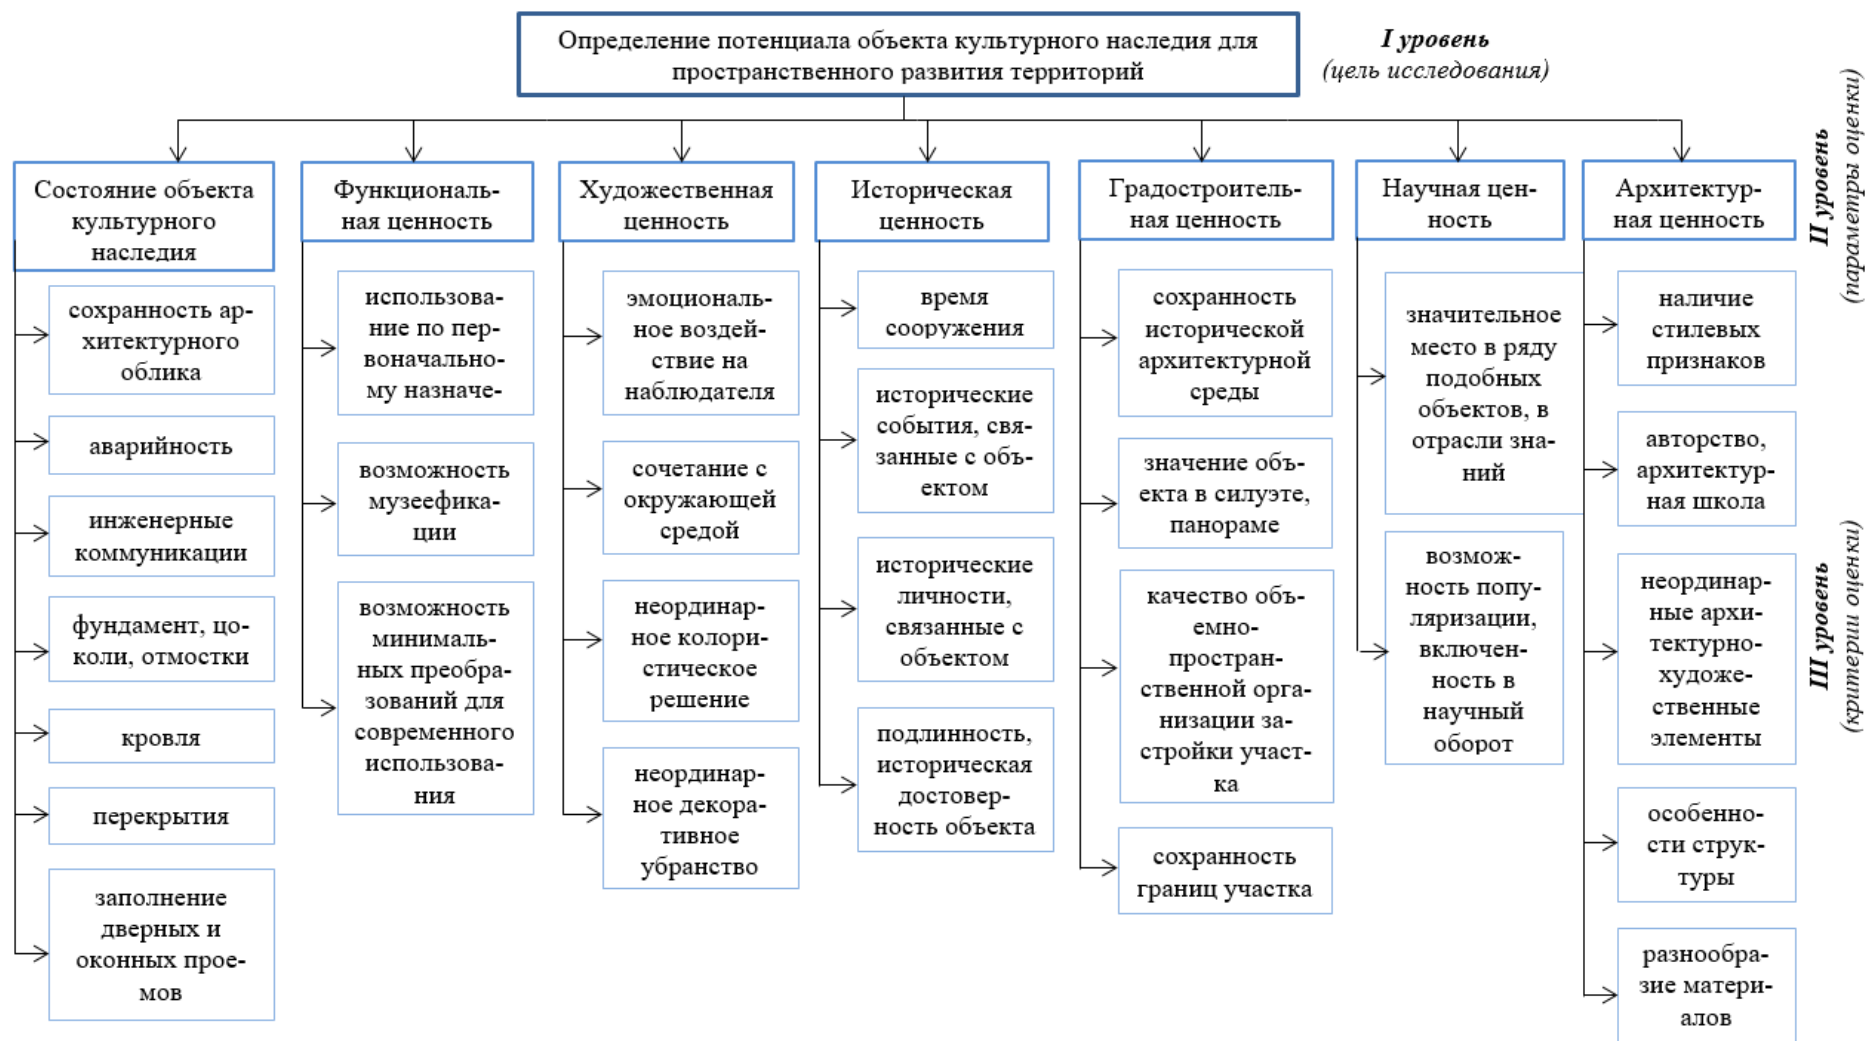 Определение потенциала объекта культурного наследия для
пространственного развития территорий
I уровень
(цель исследования)
II уровень
(параметры оценки)
Состояние объекта
культурного
наследия
сохранность ар-
хитектурного
облика
аварийность
инженерные
коммуникации
фундамент, цо-
коли, отмостки
кровля
перекрытия
заполнение
дверных и
оконных прое-
мов
Функциональ-
ная ценность
использова-
ние по пер-
воначально-
му назначе-
возможность
музеефика-
ции
возможность
минималь-
ных преобра-
зований для
современного
использова-
ния
Художественная
ценность
эмоциональ-
ное воздей-
ствие на
наблюдателя
сочетание с
окружающей
средой
неординар-
ное колори-
стическое
решение
неординар-
ное декора-
тивное
убранство
Историческая
ценность
время
сооружения
исторические
события, свя-
занные с объ-
ектом
исторические
личности,
связанные с
объектом
подлинность,
историческая
достовер-
ность объекта
Градостроитель-
ная ценность
сохранность
исторической
архитектурной
среды
значение объ-
екта в силуэте,
панораме
качество объ-
емно-
простран-
ственной орга-
низации за-
стройки участ-
ка
сохранность
границ участка
Научная цен-
ность
значительное
место в ряду
подобных
объектов, в
отрасли зна-
ний
возмож-
ность попу-
ляризации,
включен-
ность в
научный
оборот
Архитектур-
ная ценность
наличие
стилевых
признаков
авторство,
архитектур-
ная школа
неординар-
ные архи-
тектурно-
художе-
ственные
элементы
особенно-
сти струк-
туры
разнообра-
зие матери-
алов
III уровень
(критерии оценки)